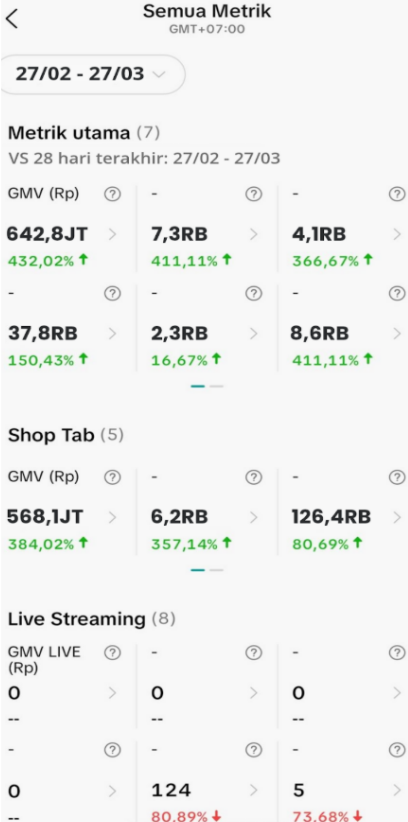 Semua Metrik
GMT+07:00
27/02 - 27/03
Metrik utama (7)
VS 28 hari terakhir: 27/02 - 27/03
GMV (Rp) - -
642,8JT 7,3RB 4,1RB
432,02% 411,11% 366,67%
- - -
37,8RB 2,3RB 8,6RB
150,43% 16,67% 411,11%
Shop Tab (5)
GMV (Rp) - -
568,1JT 6,2RB 126,4RB
384,02% 357,14% 80,69%
Live Streaming (8)
GMV LIVE (Rp) - -
0 0 0
-- -- --
- - -
0 124 5
-- 80,89% 73,68%